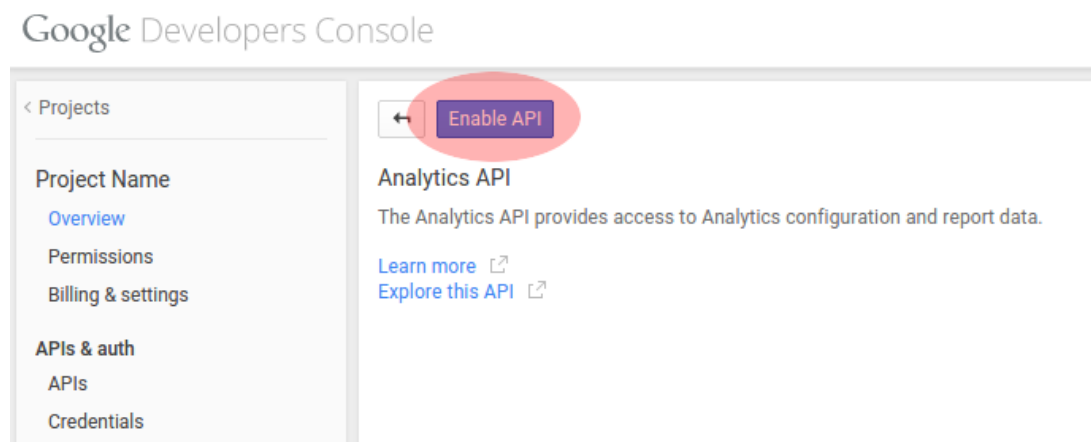 Google Developers Console
< Projects
Project Name
Overview
Permissions
Billing & settings
APIs & auth
APIs
Credentials
Enable API
Analytics API
The Analytics API provides access to Analytics configuration and report data.
Learn more
Explore this API